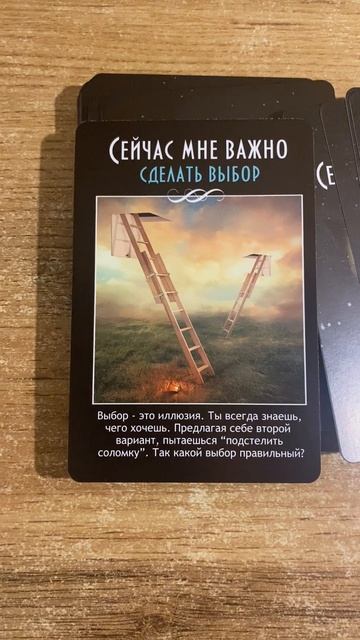 Сейчас мне важно
сделать выбор
Се
Выбор - это иллюзия. Ты всегда знаешь,
чего хочешь. Предлагая себе второй
вариант, пытаешься “подстелить
соломку”. Так какой выбор правильный?